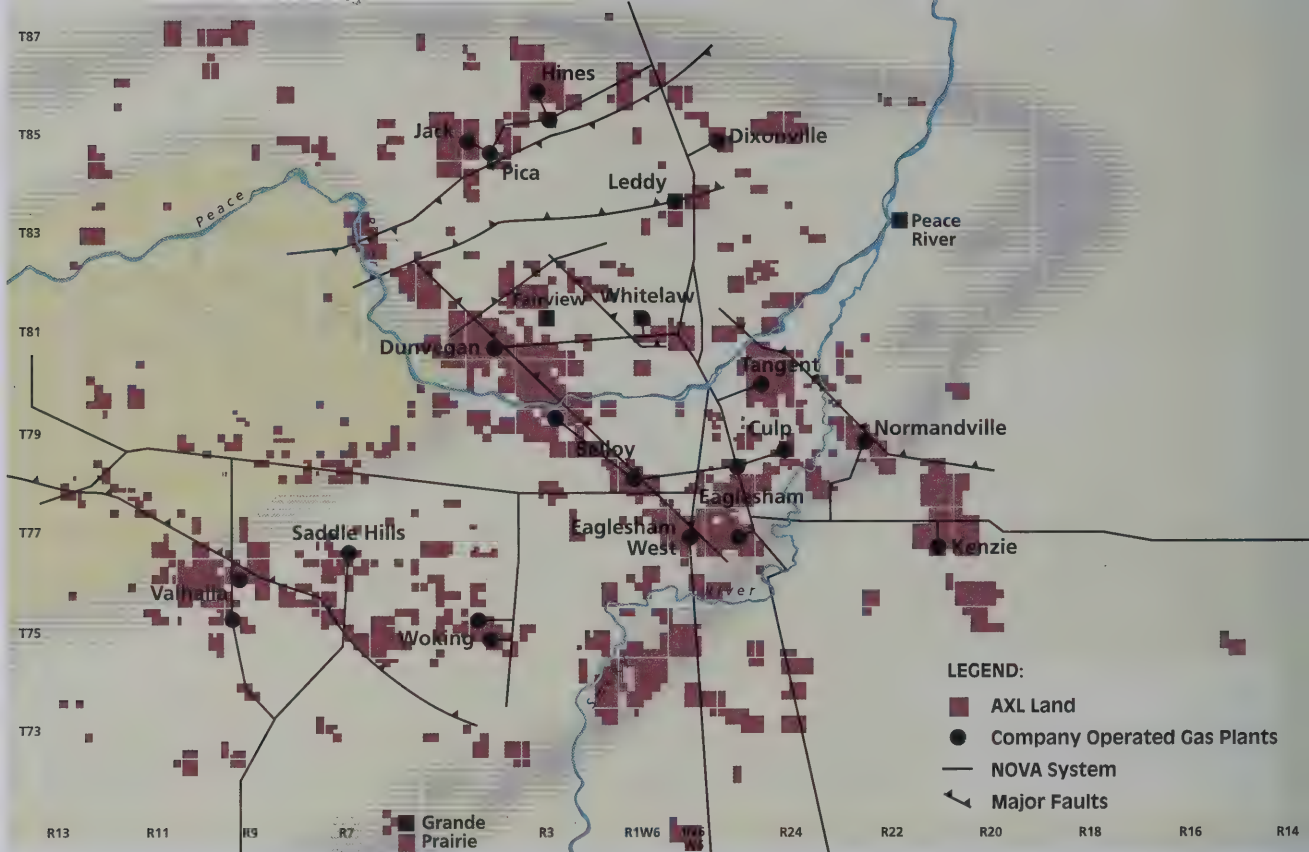 T87
Hines
T85
Jack
Dixonville
Pica
Leddy
Peace
T83
Peace
River
Fairview
Whitelaw
T81
Dunvegan
Tangent
T79
Culp
Normandville
Belloy
Eaglesham
T77
Saddle Hills
Eaglesham
West
Kenzie
Valhalla
River
T75
Woking
LEGEND:
AXL Land
Company Operated Gas Plants
T73
NOVA System
Major Faults
R13
R11
R9
R7
Grande
Prairie
R3
R1W6
R24
R22
R20
R18
R16
R14